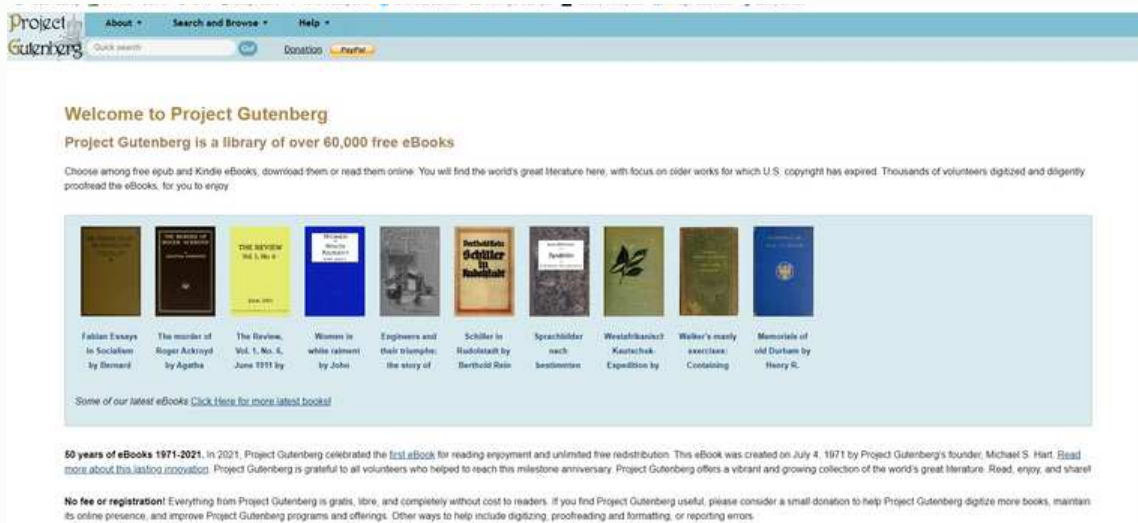 Project
Gutenberg
About ▾
Search and Browse ▾
Help ▾
Quick search
Go!
Donation
PayPal
Welcome to Project Gutenberg
Project Gutenberg is a library of over 60,000 free eBooks
Choose among free epub and Kindle eBooks, download them or read them online. You will find the world's great literature here, with focus on older works for which U.S. copyright has expired. Thousands of volunteers digitized and diligently
proofread the eBooks, for you to enjoy.
THE MURDER OF
ROGER ACKROYD
THE REVIEW
Vol. 1, No. 6
JUNE, 1911
Berthold Rein
Schiller
in
Rudolstadt
Fabian Essays
in Socialism
by Bernard
The murder of
Roger Ackroyd
by Agatha
The Review,
Vol. 1, No. 6,
June 1911 by
Women in
white raiment
by John
Engineers and
their triumphs:
the story of
Schiller in
Rudolstadt by
Berthold Rein
Sprachbilder
nach
bestimmten
Westafrikanisct
Kautschuk-
Expedition by
Walker's manly
exercises:
Containing
Memorials of
old Durham by
Henry R.
Some of our latest eBooks Click Here for more latest books!
50 years of eBooks 1971-2021. In 2021, Project Gutenberg celebrated the first eBook for reading enjoyment and unlimited free redistribution. This eBook was created on July 4, 1971 by Project Gutenberg's founder, Michael S. Hart. Read
more about this lasting innovation. Project Gutenberg is grateful to all volunteers who helped to reach this milestone anniversary. Project Gutenberg offers a vibrant and growing collection of the world's great literature. Read, enjoy, and share!
No fee or registration! Everything from Project Gutenberg is gratis, libre, and completely without cost to readers. If you find Project Gutenberg useful, please consider a small donation to help Project Gutenberg digitize more books, maintain
its online presence, and improve Project Gutenberg programs and offerings. Other ways to help include digitizing, proofreading and formatting, or reporting errors.